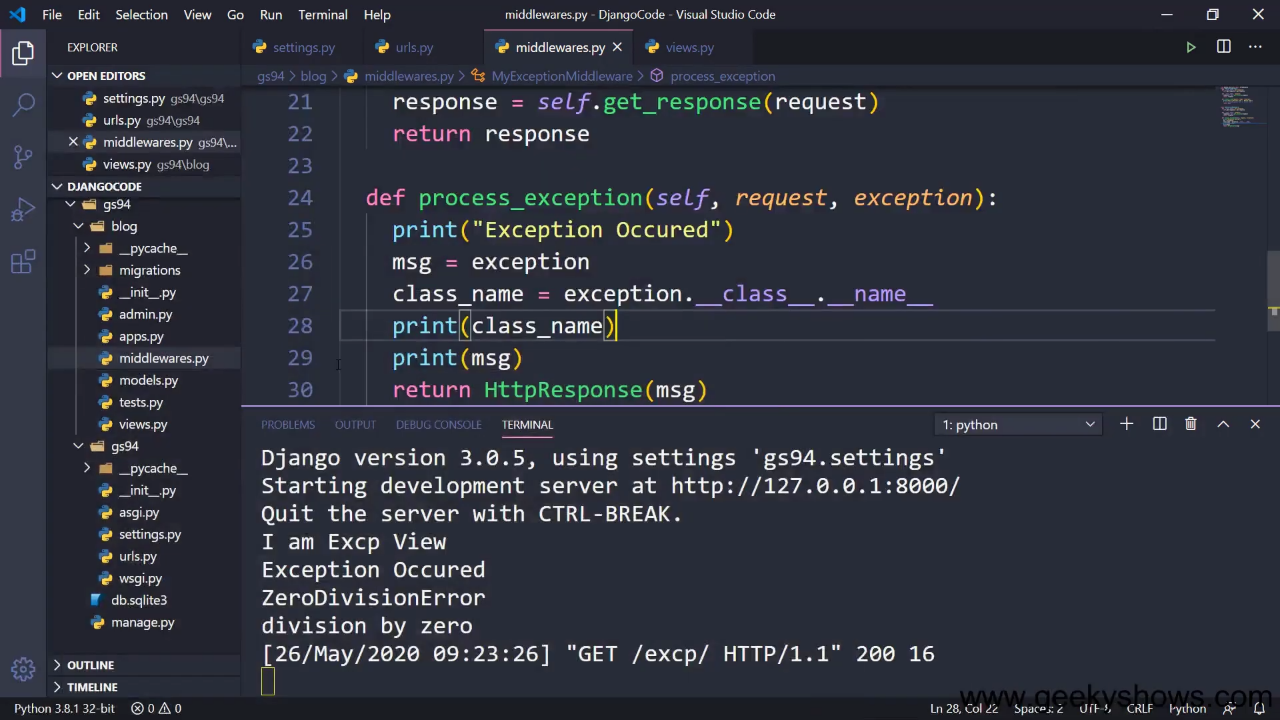 File Edit Selection View Go Run Terminal Help middlewares.py - DjangoCode - Visual Studio Code
EXPLORER
OPEN EDITORS
settings.py gs94\gs94
urls.py gs94\gs94
middlewares.py gs94\...
views.py gs94\blog
DJANGOCODE
gs94
blog
__pycache__
migrations
__init__.py
admin.py
apps.py
middlewares.py
models.py
tests.py
views.py
gs94
__pycache__
__init__.py
asgi.py
settings.py
urls.py
wsgi.py
db.sqlite3
manage.py
OUTLINE
TIMELINE
settings.py urls.py middlewares.py views.py
gs94 > blog > middlewares.py > MyExceptionMiddleware > process_exception
21 response = self.get_response(request)
22 return response
23
24 def process_exception(self, request, exception):
25 print("Exception Occured")
26 msg = exception
27 class_name = exception.__class__.__name__
28 print(class_name)
29 print(msg)
30 return HttpResponse(msg)
PROBLEMS OUTPUT DEBUG CONSOLE TERMINAL 1: python
Django version 3.0.5, using settings 'gs94.settings'
Starting development server at http://127.0.0.1:8000/
Quit the server with CTRL-BREAK.
I am Excp View
Exception Occured
ZeroDivisionError
division by zero
[26/May/2020 09:23:26] "GET /excp/ HTTP/1.1" 200 16
www.geekyshows.com
Python 3.8.1 32-bit 0 0 Ln 28, Col 22 Spaces: 2 UTF-8 CRLF Python